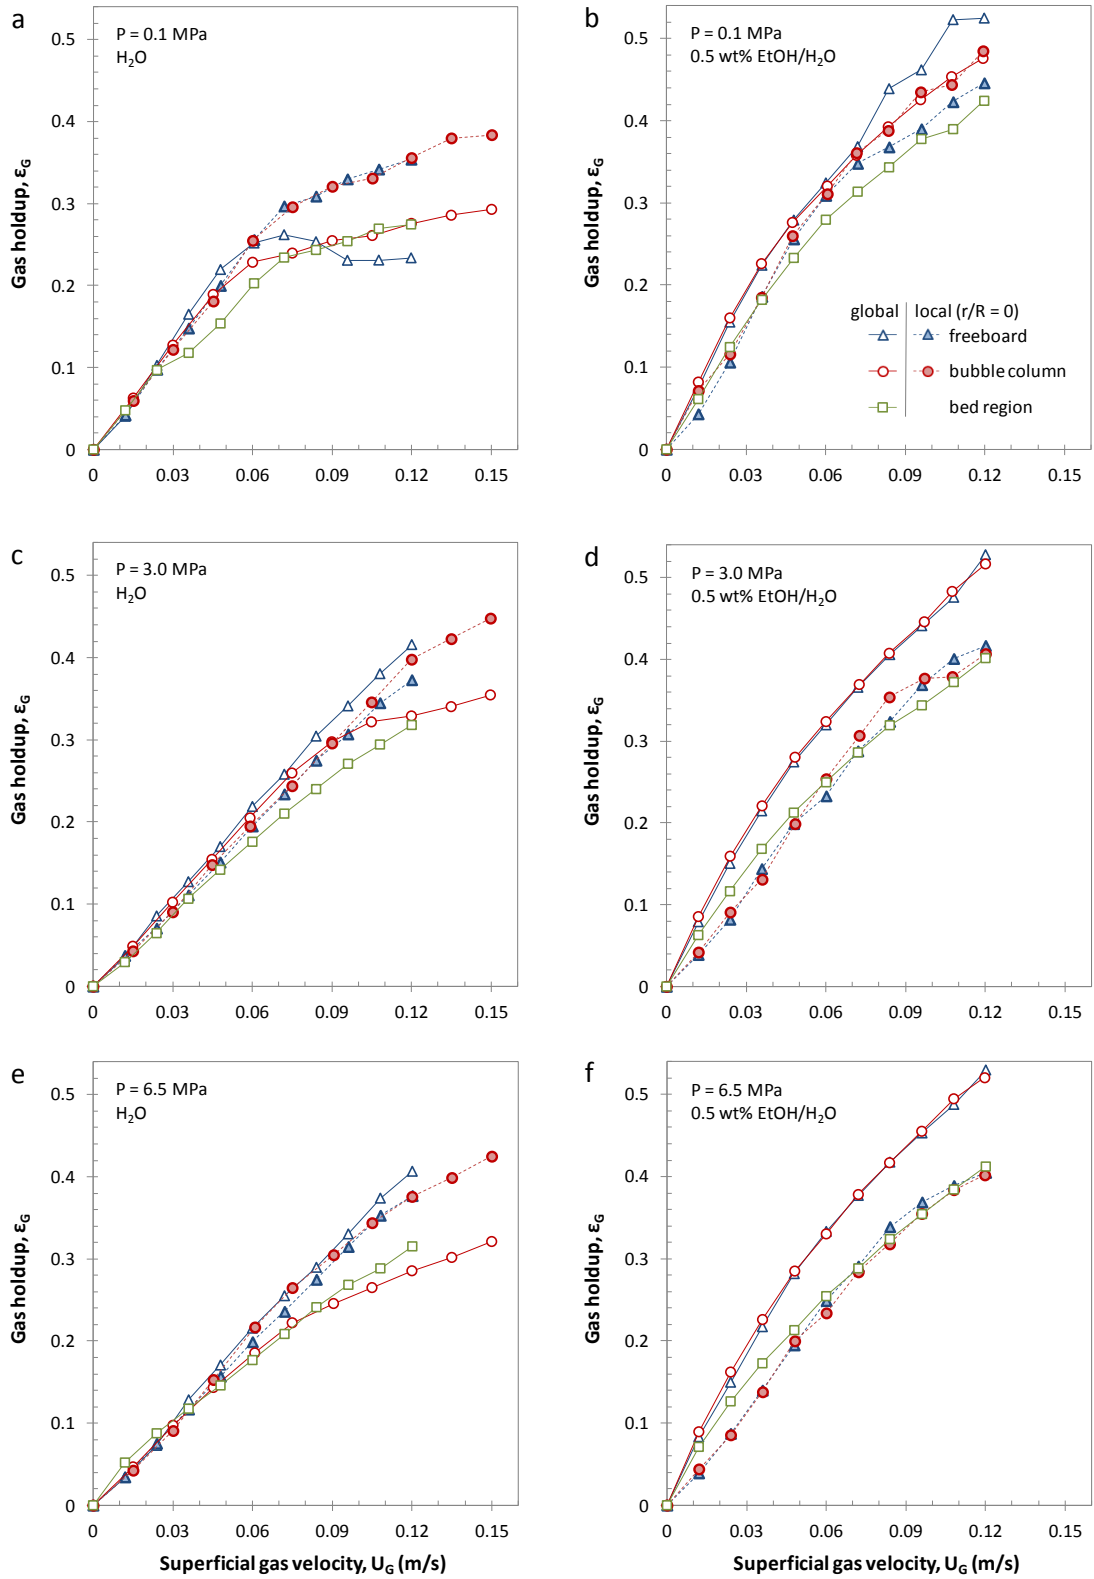 a
P = 0.1 MPa
H₂O
0.5
0.4
0.3
0.2
0.1
0
Gas holdup, ε_G
0 0.03 0.06 0.09 0.12 0.15
b
P = 0.1 MPa
0.5 wt% EtOH/H₂O
0.5
0.4
0.3
0.2
0.1
0
Gas holdup, ε_G
global local (r/R = 0)
freeboard
bubble column
bed region
0 0.03 0.06 0.09 0.12 0.15
c
P = 3.0 MPa
H₂O
0.5
0.4
0.3
0.2
0.1
0
Gas holdup, ε_G
0 0.03 0.06 0.09 0.12 0.15
d
P = 3.0 MPa
0.5 wt% EtOH/H₂O
0.5
0.4
0.3
0.2
0.1
0
Gas holdup, ε_G
0 0.03 0.06 0.09 0.12 0.15
e
P = 6.5 MPa
H₂O
0.5
0.4
0.3
0.2
0.1
0
Gas holdup, ε_G
0 0.03 0.06 0.09 0.12 0.15
Superficial gas velocity, U_G (m/s)
f
P = 6.5 MPa
0.5 wt% EtOH/H₂O
0.5
0.4
0.3
0.2
0.1
0
Gas holdup, ε_G
0 0.03 0.06 0.09 0.12 0.15
Superficial gas velocity, U_G (m/s)